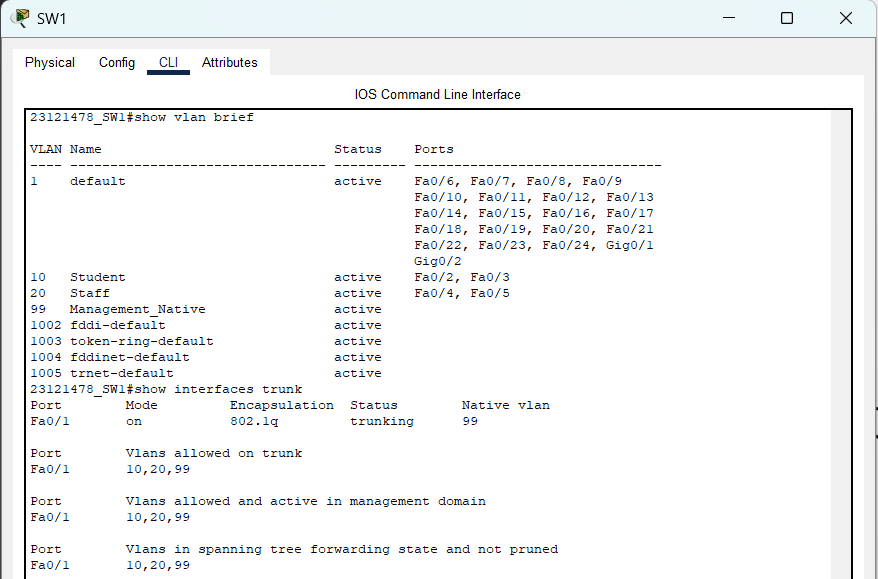 SW1
Physical Config CLI Attributes
IOS Command Line Interface
23121478_SW1#show vlan brief
VLAN Name                             Status    Ports
---- -------------------------------- --------- -------------------------------
1    default                          active    Fa0/6, Fa0/7, Fa0/8, Fa0/9
                                                Fa0/10, Fa0/11, Fa0/12, Fa0/13
                                                Fa0/14, Fa0/15, Fa0/16, Fa0/17
                                                Fa0/18, Fa0/19, Fa0/20, Fa0/21
                                                Fa0/22, Fa0/23, Fa0/24, Gig0/1
                                                Gig0/2
10   Student                          active    Fa0/2, Fa0/3
20   Staff                            active    Fa0/4, Fa0/5
99   Management_Native                active
1002 fddi-default                     active
1003 token-ring-default               active
1004 fddinet-default                  active
1005 trnet-default                    active
23121478_SW1#show interfaces trunk
Port        Mode         Encapsulation  Status        Native vlan
Fa0/1       on           802.1q         trunking      99
Port        Vlans allowed on trunk
Fa0/1       10,20,99
Port        Vlans allowed and active in management domain
Fa0/1       10,20,99
Port        Vlans in spanning tree forwarding state and not pruned
Fa0/1       10,20,99